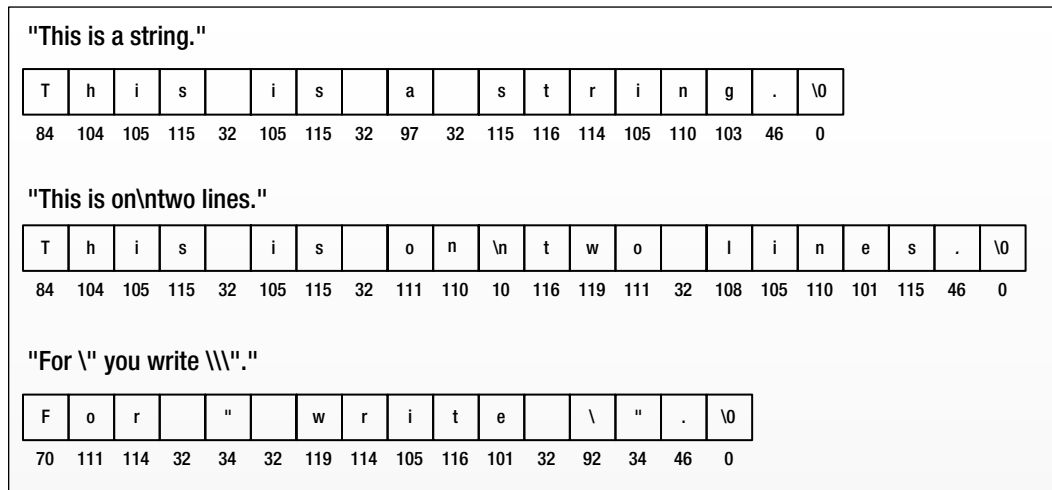 "This is a string."
T h i s i s a s t r i n g . \0
84 104 105 115 32 105 115 32 97 32 115 116 114 105 110 103 46 0
"This is on\ntwo lines."
T h i s i s o n \n t w o l i n e s . \0
84 104 105 115 32 105 115 32 111 110 10 116 119 111 32 108 105 110 101 115 46 0
"For \" you write \\\"."
F o r " w r i t e \ " . \0
70 111 114 32 34 32 119 114 105 116 101 32 92 34 46 0